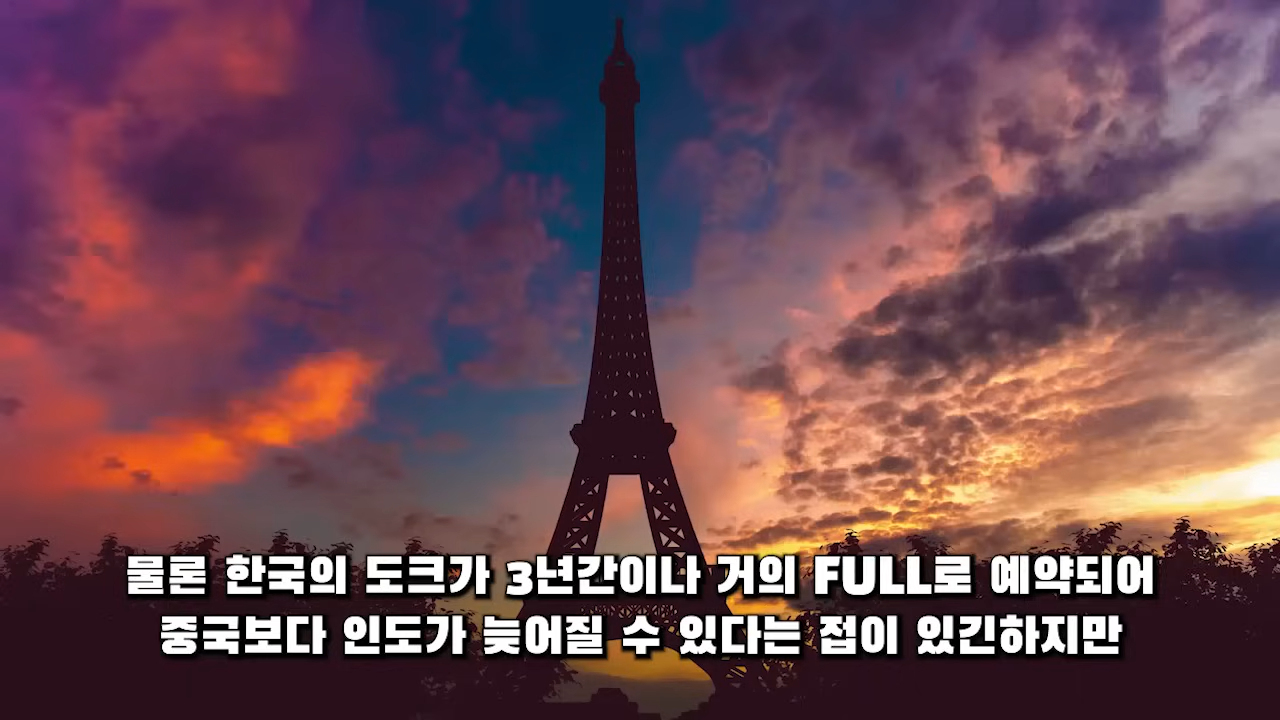 물론 한국의 도크가 3년간이나 거의 FULL로 예약되어
중국보다 인도가 늦어질 수 있다는 접이 있긴하지만